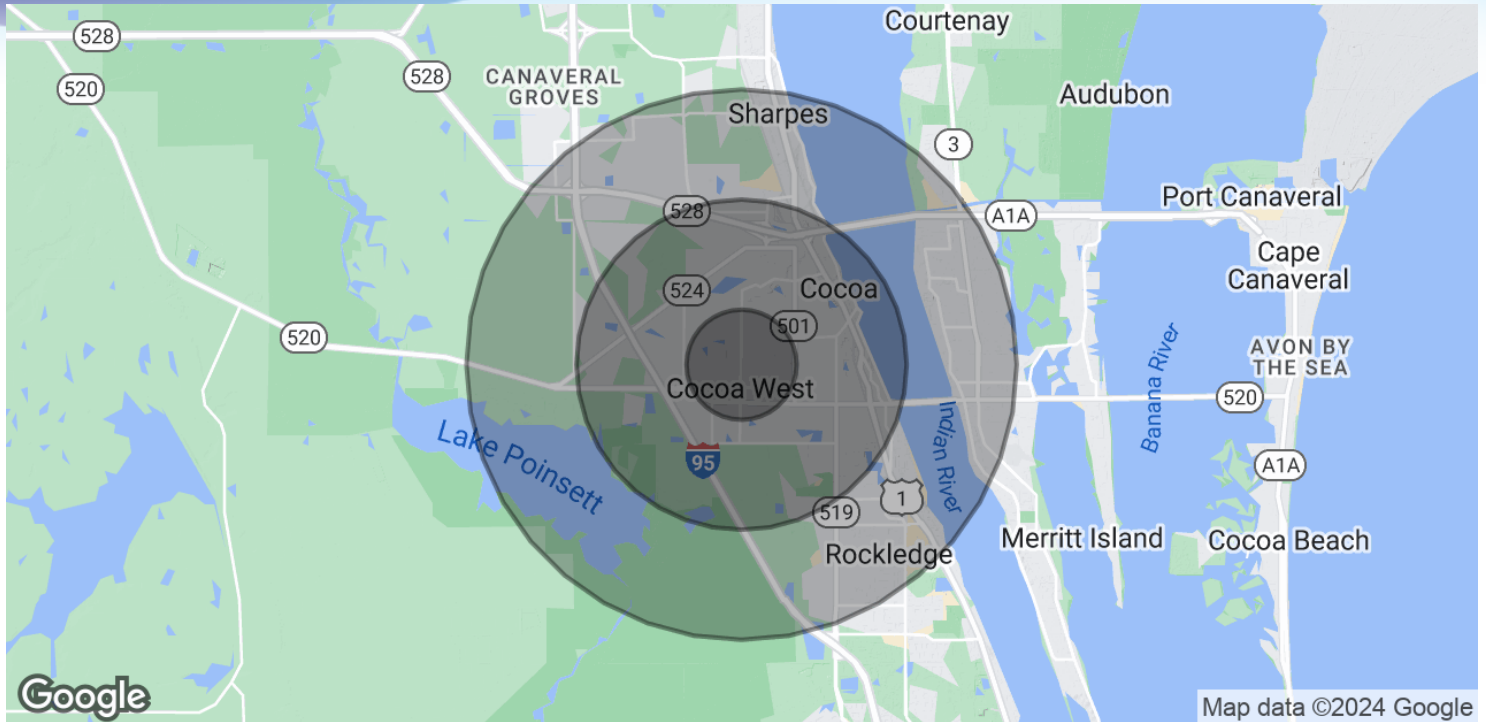 Courtenay
528
528
CANAVERAL
GROVES
520
Audubon
Sharpes
3
Port Canaveral
528
A1A
Cape
Canaveral
524
Cocoa
501
520
AVON BY
THE SEA
Banana River
Cocoa West
520
Indian River
Lake Poinsett
95
A1A
1
519
Merritt Island
Cocoa Beach
Rockledge
Google
Map data ©2024 Google